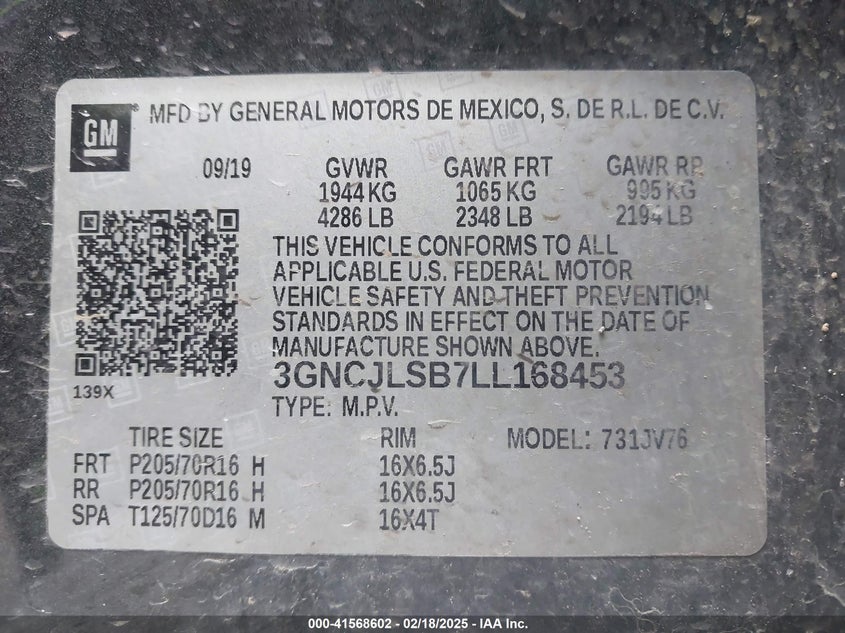 GM
MFD BY GENERAL MOTORS DE MEXICO, S. DE R.L. DE C.V.
09/19 GVWR GAWR FRT GAWR RR
1944 KG 1065 KG 995 KG
4286 LB 2348 LB 2194 LB
THIS VEHICLE CONFORMS TO ALL
APPLICABLE U.S. FEDERAL MOTOR
VEHICLE SAFETY AND THEFT PREVENTION
STANDARDS IN EFFECT ON THE DATE OF
MANUFACTURE SHOWN ABOVE.
139X
3GNCJLSB7LL168453
TYPE: M.P.V.
TIRE SIZE RIM MODEL: 731JV76
FRT P205/70R16 H 16X6.5J
RR P205/70R16 H 16X6.5J
SPA T125/70D16 M 16X4T
000-41568602 - 02/18/2025 - IAA Inc.